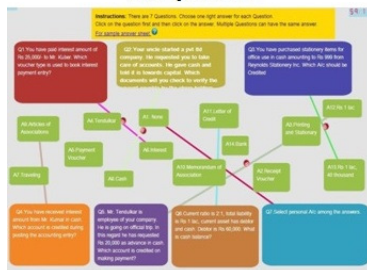 Instructions: There are 7 Questions. Choose one right answer for each Question.
Click on the question first and then click on the answer. Multiple Questions can have the same answer
For sample answer sheet
Q1 You have paid interest amount of
Rs 20,000/- to Mr. Kuber. Which
voucher type is used to book interest
payment entry?
Q2 Your uncle started a pvt ltd
company. He requested you to take
care of accounts. He gave cash and
told it is towards capital. Which
documents will you check to verify the
Q3 You have purchased stationery items for
office use in cash amounting to Rs 999 from
Reynolds Stationery Inc. Which A/c should be
Credited
A12 Rs 1 lac
A11 Letter of
Credit
A1. None
A4 Tendulkar
A8 Articles of
Associations
A3 Printing
and Stationery
A14 Bank
A5 Payment
Voucher
A6 Interest
A10 Memorandum of
Association
A2 Receipt
Voucher
A13 Rs 1 lac,
40 thousand
A7 Traveling
A9 Cash
Q4 You have received interest
amount from Mr. Kumar in cash.
Which account is credited during
posting the accounting entry?
Q5. Mr. Tendulkar is
employee of your company.
He is going on official trip. In
this regard he has requested
Rs 20,000 as advance in cash.
Which account is credited on
making payment?
Q6 Current ratio is 2:1, total liability
is Rs 1 lac, current asset has debtor
and cash. Debtor is Rs 60,000. What
is cash balance?
Q7 Select personal A/c among the answers.